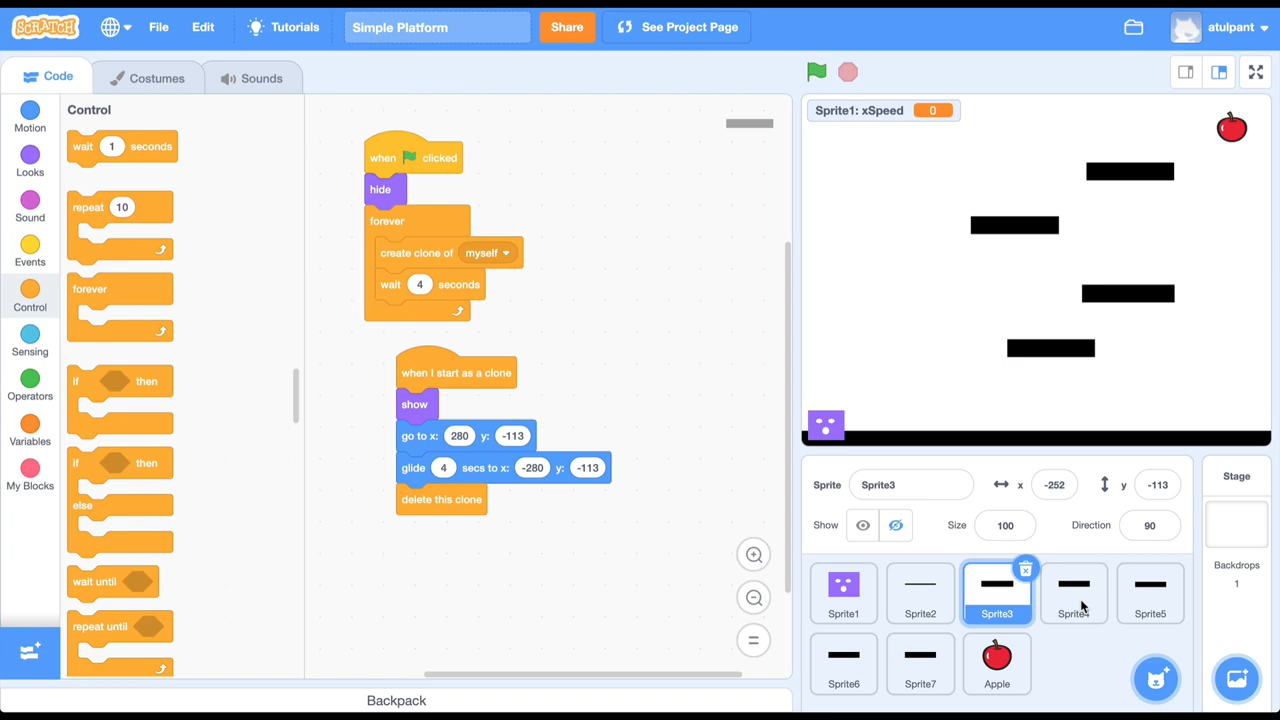 SCRATCH File Edit Tutorials Simple Platform Share See Project Page atulpant
Code Costumes Sounds
Motion
Looks
Sound
Events
Control
Sensing
Operators
Variables
My Blocks
Control
wait 1 seconds
repeat 10
forever
if then
if then
else
wait until
repeat until
when clicked
hide
forever
create clone of myself
wait 4 seconds
when I start as a clone
show
go to x: 280 y: -113
glide 4 secs to x: -280 y: -113
delete this clone
Backpack
Sprite1: xSpeed 0
Sprite Sprite3 x -252 y -113
Show Size 100 Direction 90
Sprite1 Sprite2 Sprite3 Sprite4 Sprite5
Sprite6 Sprite7 Apple
Stage
Backdrops
1